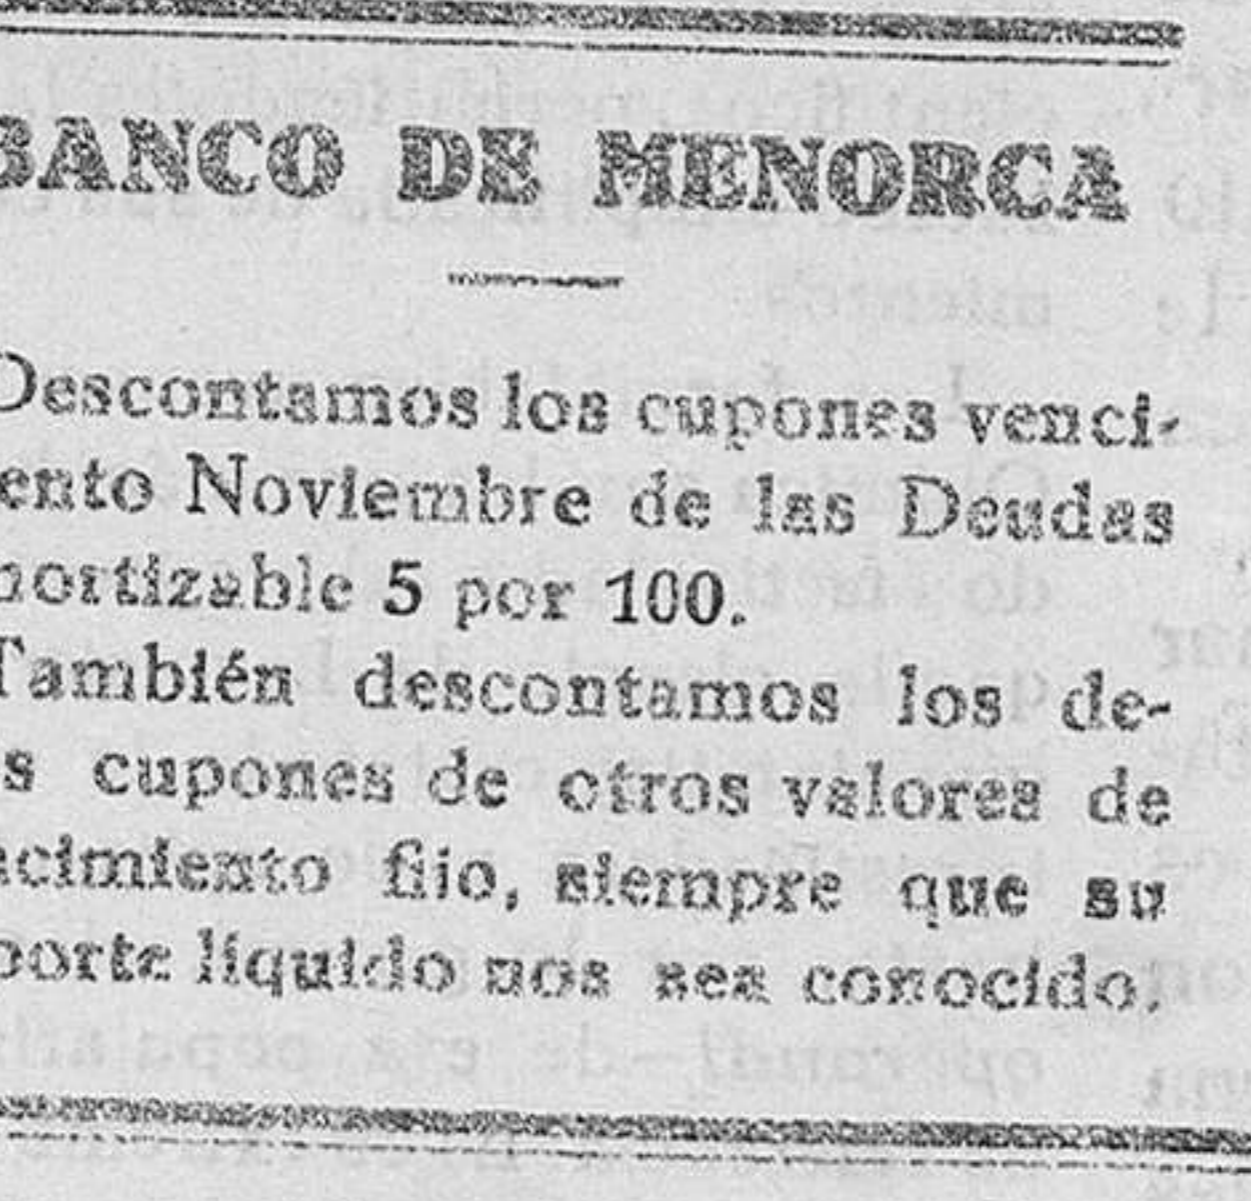 BANCO DE MENORCA
Descontamos los cupones venci-
ento Noviembre de las Deudas
ortizable 5 por 100.
También descontamos los de-
s cupones de otros valores de
cimiento fijo, siempre que su
porte líquido nos sea conocido.